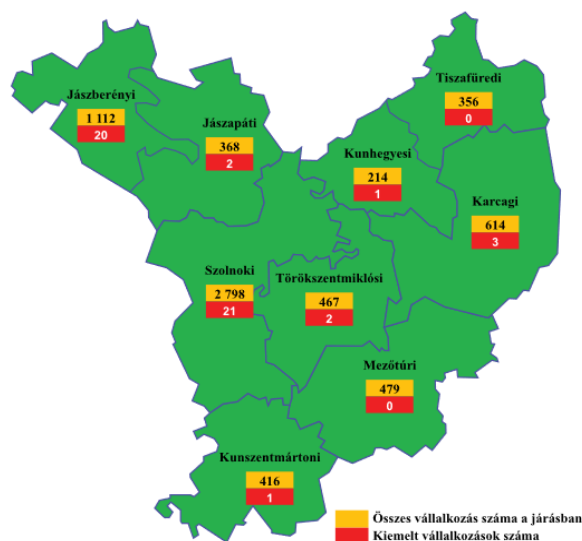 Tiszafüredi
356
0
Jászberényi
1 112
20
Jászapáti
368
2
Kunhegyesi
214
1
Karcagi
614
3
Szolnoki
2 798
21
Törökszentmiklósi
467
2
Mezőtúri
479
0
Kunszentmártoni
416
1
Összes vállalkozás száma a járásban
Kiemelt vállalkozások száma